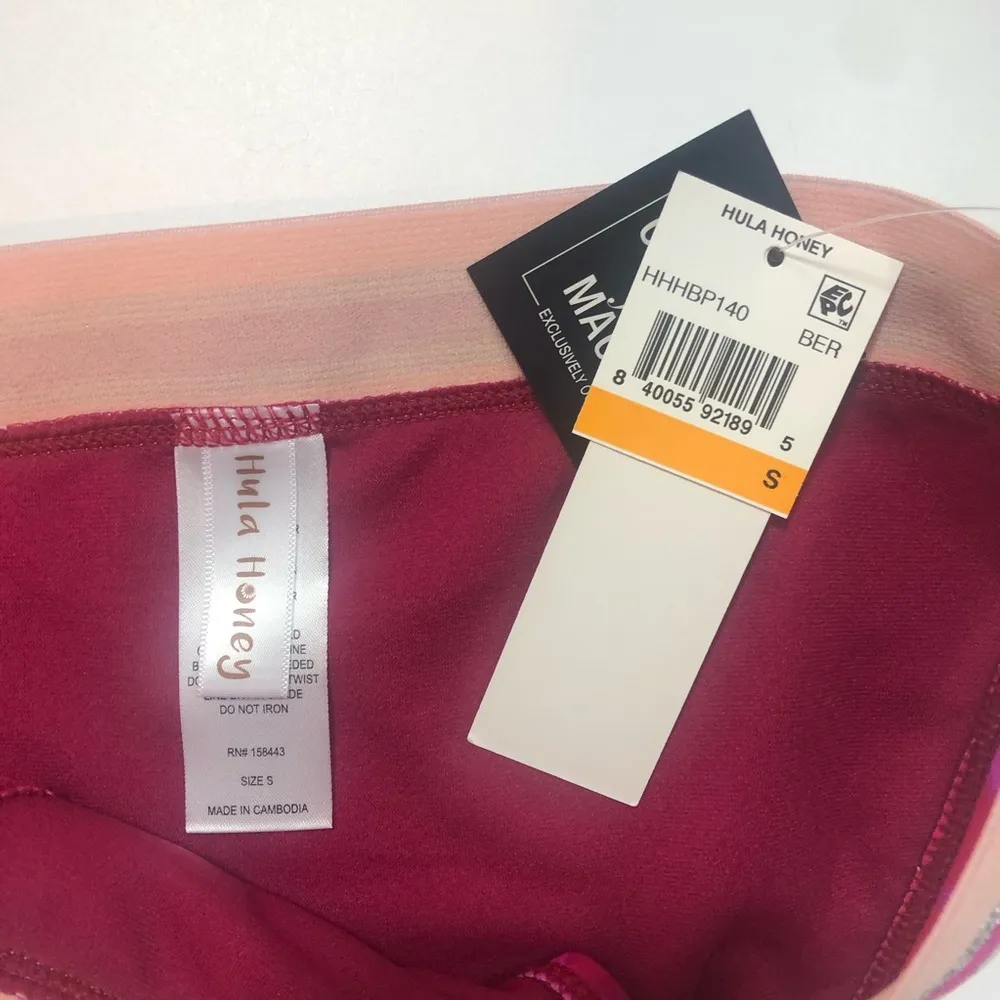 HULA HONEY
HHHBP140
EPC™
BER
8 40055 92189 5
S
EXCLUSIVELY
Hula Honey
DO NOT IRON
RN# 158443
SIZE S
MADE IN CAMBODIA